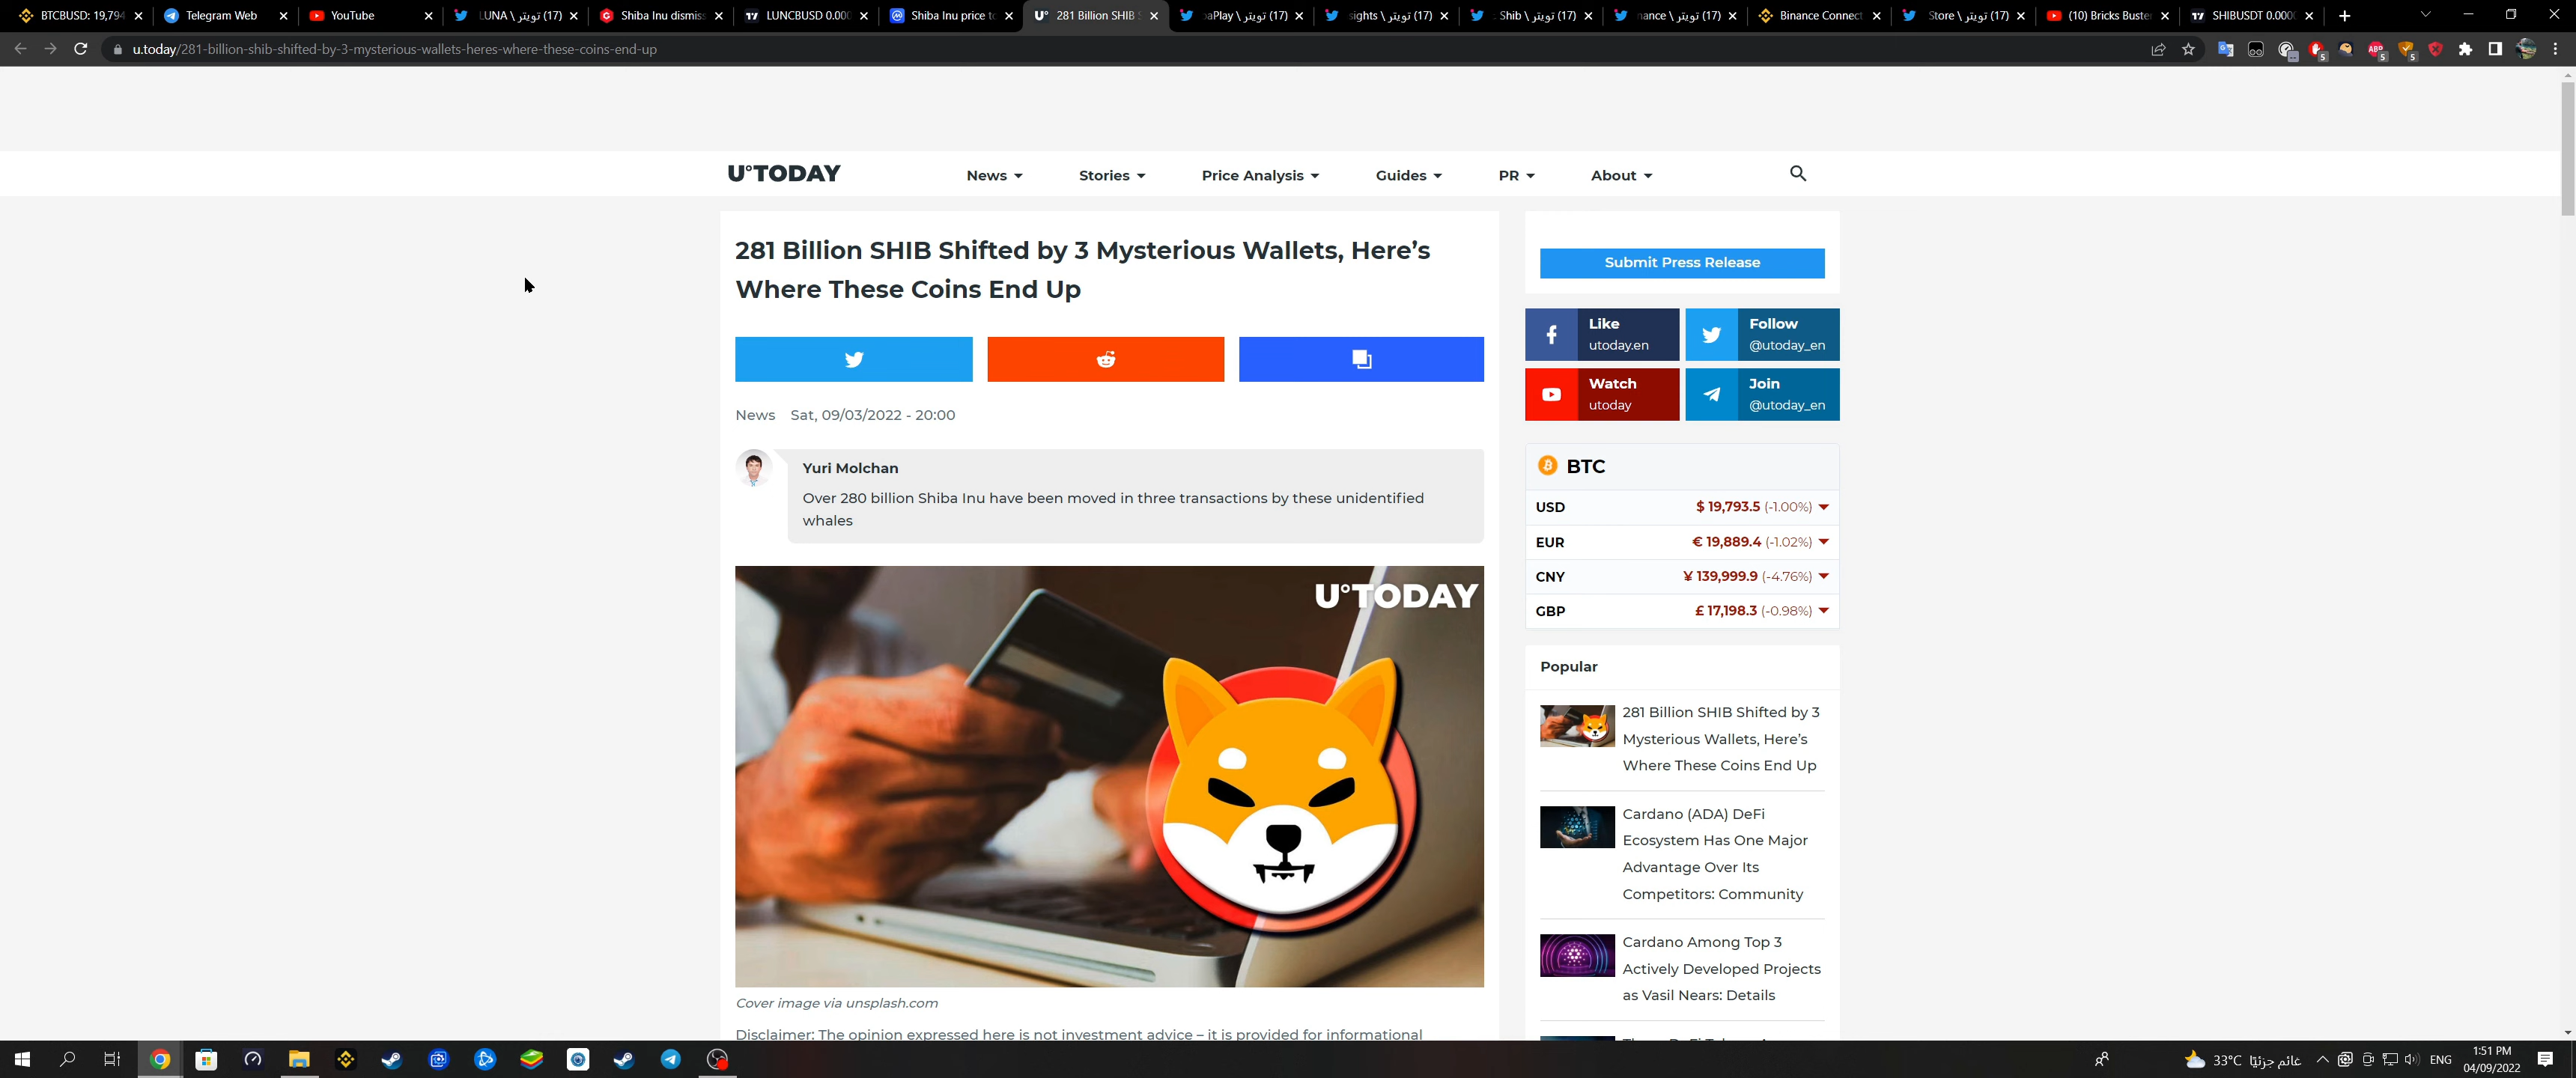 BTCBUSD: 19,794
Telegram Web
YouTube
LUNA \ تويتر (17)
Shiba Inu dismiss
LUNCBUSD 0.000
Shiba Inu price to
U° 281 Billion SHIB S
paPlay \ تويتر (17)
sights \ تويتر (17)
Shib \ تويتر (17)
nance \ تويتر (17)
Binance Connect
Store \ تويتر (17)
(10) Bricks Buster
SHIBUSDT 0.000
u.today/281-billion-shib-shifted-by-3-mysterious-wallets-heres-where-these-coins-end-up
U°TODAY
News
Stories
Price Analysis
Guides
PR
About
281 Billion SHIB Shifted by 3 Mysterious Wallets, Here’s
Where These Coins End Up
News Sat, 09/03/2022 - 20:00
Yuri Molchan
Over 280 billion Shiba Inu have been moved in three transactions by these unidentified
whales
U°TODAY
Cover image via unsplash.com
Disclaimer: The opinion expressed here is not investment advice – it is provided for informational
Submit Press Release
Like
utoday.en
Follow
@utoday_en
Watch
utoday
Join
@utoday_en
BTC
USD $ 19,793.5 (-1.00%)
EUR € 19,889.4 (-1.02%)
CNY ¥ 139,999.9 (-4.76%)
GBP £ 17,198.3 (-0.98%)
Popular
281 Billion SHIB Shifted by 3
Mysterious Wallets, Here’s
Where These Coins End Up
Cardano (ADA) DeFi
Ecosystem Has One Major
Advantage Over Its
Competitors: Community
Cardano Among Top 3
Actively Developed Projects
as Vasil Nears: Details
33°C غائم جزئيًا
ENG
1:51 PM
04/09/2022